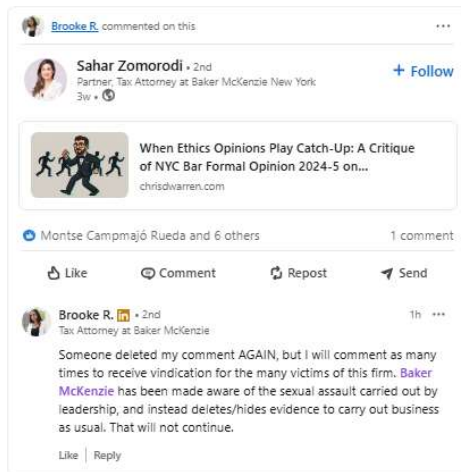 Brooke R. commented on this
...
Sahar Zomorodi • 2nd
Partner, Tax Attorney at Baker McKenzie New York
3w •
+ Follow
When Ethics Opinions Play Catch-Up: A Critique
of NYC Bar Formal Opinion 2024-5 on...
chrisdwarren.com
Montse Campmajó Rueda and 6 others
1 comment
Like
Comment
Repost
Send
Brooke R. in • 2nd
1h ...
Tax Attorney at Baker McKenzie
Someone deleted my comment AGAIN, but I will comment as many
times to receive vindication for the many victims of this firm. Baker
McKenzie has been made aware of the sexual assault carried out by
leadership, and instead deletes/hides evidence to carry out business
as usual. That will not continue.
Like | Reply